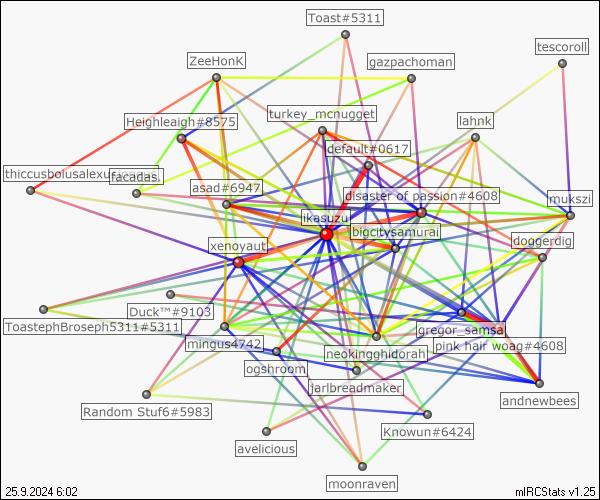 Toast#5311
tescoroll
ZeeHonK
gazpachoman
turkey_mcnugget
Heighleaigh#8575
lahnk
default#0617
facadas
asad#6947
disaster of passion#4608
mukszi
ikasuzu
bigcitysamurai
doggerdig
xenoyaut
Duck™#9103
ToastephBroseph5311#5311
gregor_samsa
mingus4742
neokingghidorah
pink hair woag#4608
ogshroom
jarlbreadmaker
andnewbees
Random Stuf6#5983
Knowun#6424
avelicious
moonraven
25.9.2024 6:02
mIRCStats v1.25